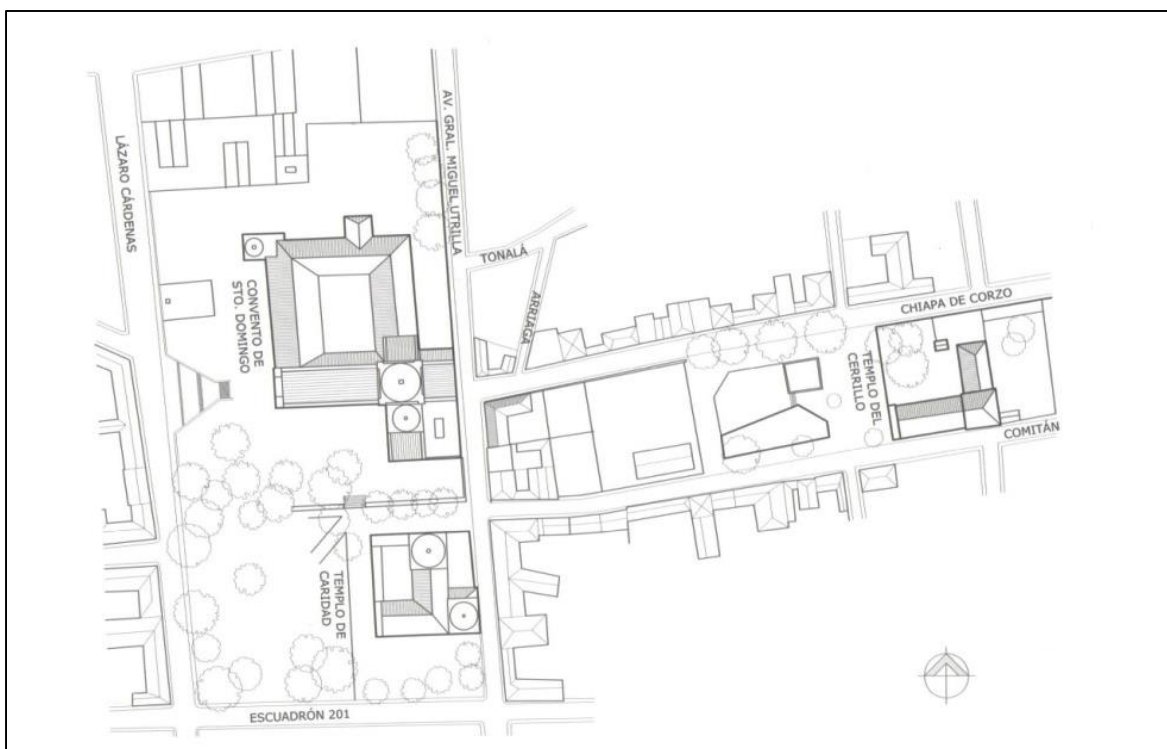 LÁZARO CÁRDENAS
AV. GRAL. MIGUEL UTRILLA
TONALÁ
ARRIAGA
CONVENTO DE
STO. DOMINGO
CHIAPA DE CORZO
TEMPLO DEL
CERRILLO
COMITÁN
TEMPLO DE
CARIDAD
ESCUADRÓN 201